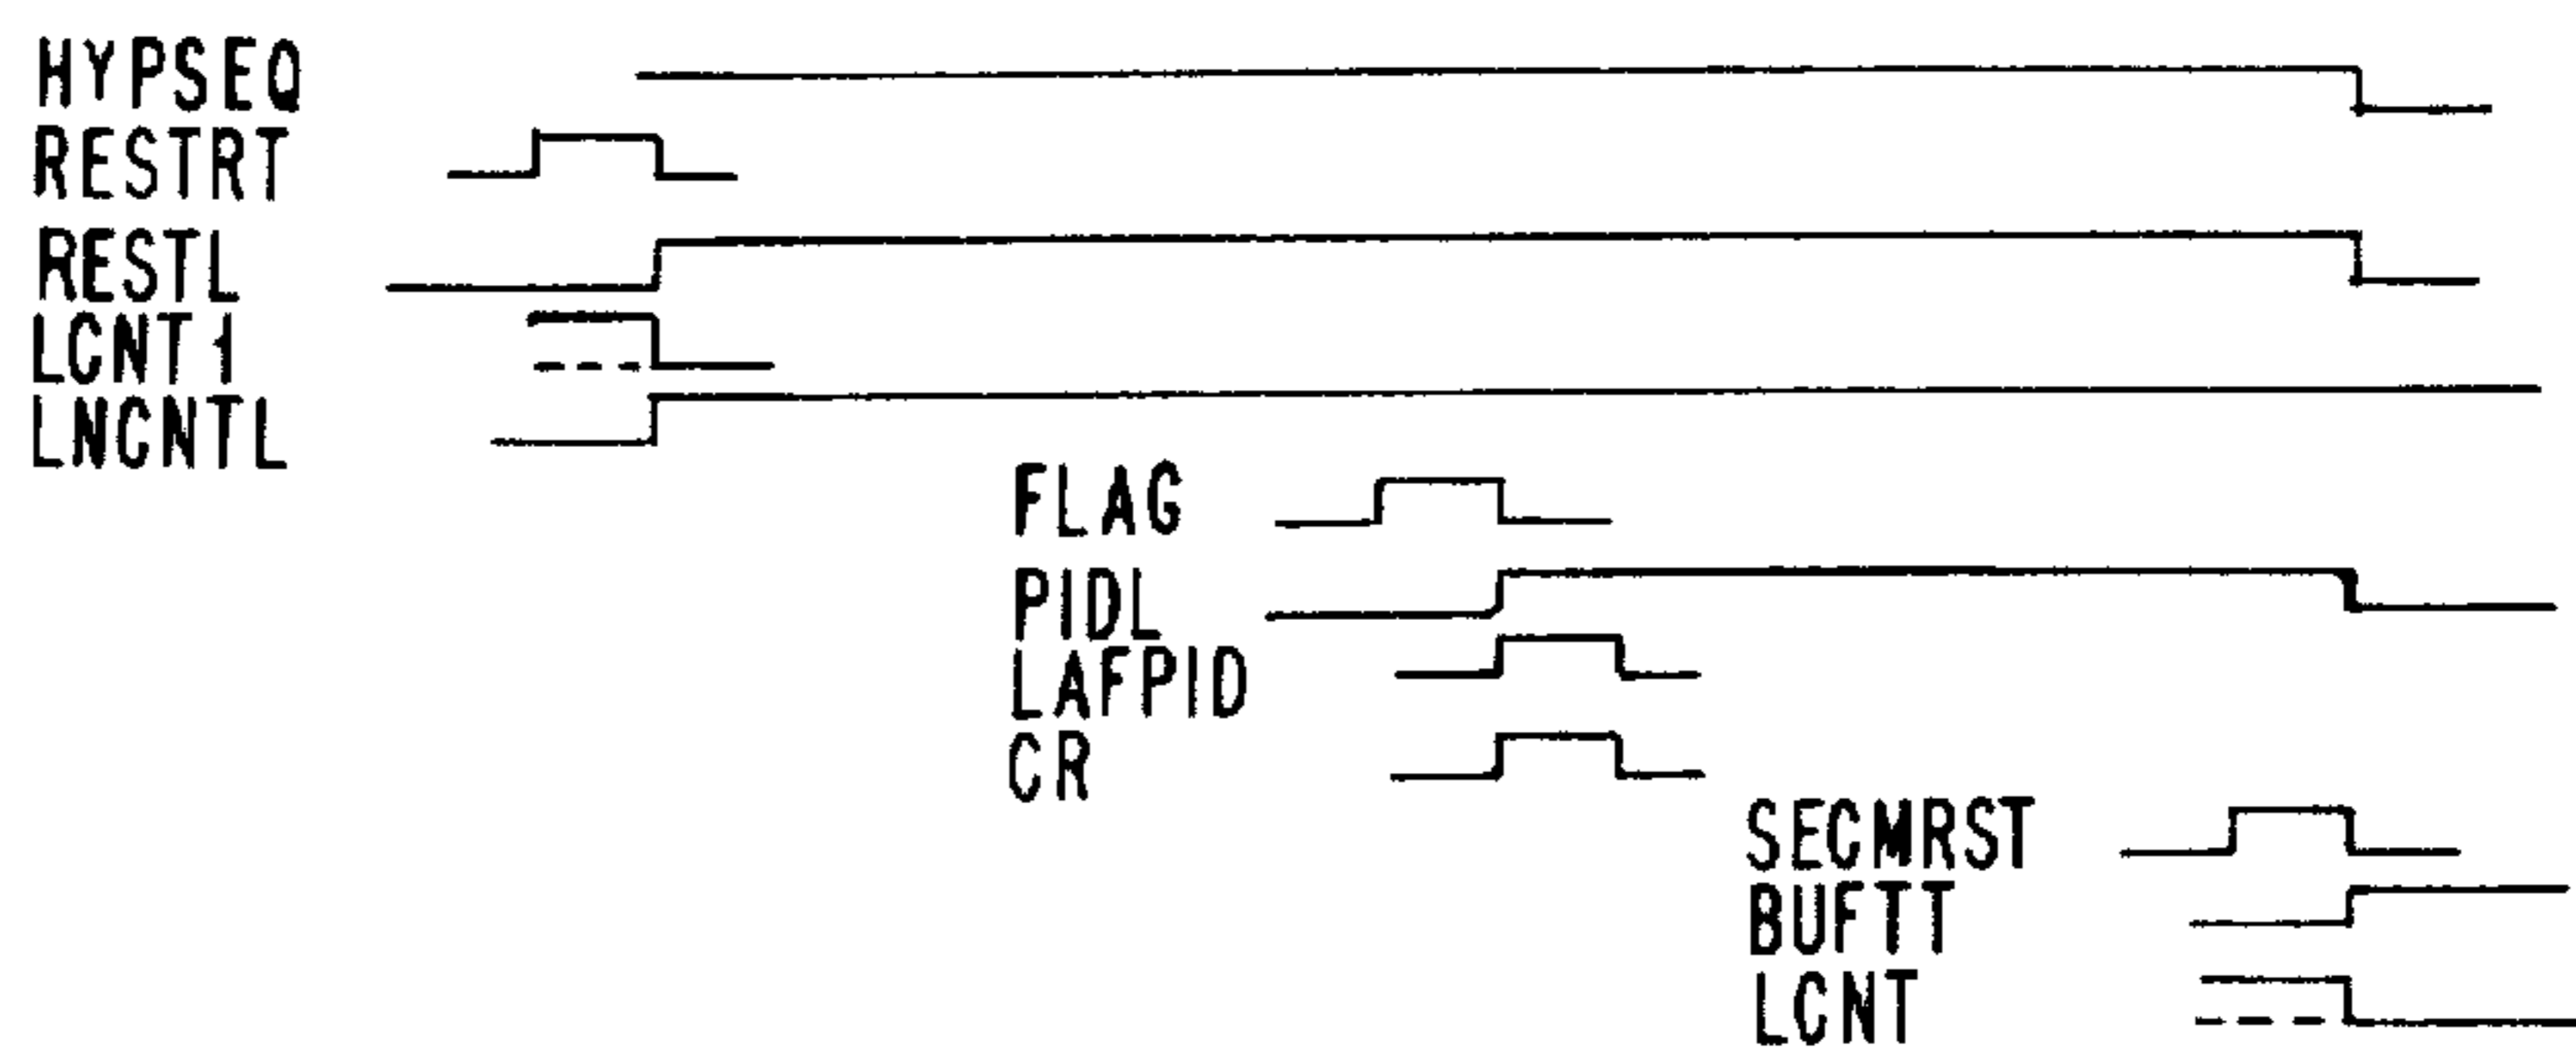 HYPSEQ
RESTRT
RESTL
LCNT1
LNCNTL
FLAG
PIDL
LAFPID
CR
SECMRST
BUFTT
LCNT